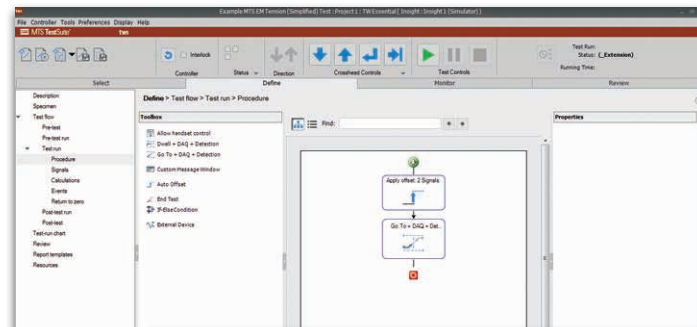 Example MTS EM Tension (Simplified) Test : Project 1 : TWEssential ( Insight : Insight 1 (Simulator) )
File Controller Tools Preferences Display Help
MTS TestSuite
Interlock
Controller
Status
Direction
Crosshead Controls
Test Controls
Test Run:
Status: (_Extension)
Running Time:
Select
Define
Monitor
Review
Description
Specimen
Test flow
Pre-test
Pre-test run
Test run
Procedure
Signals
Calculations
Events
Return to zero
Post-test run
Post-test
Test-run chart
Review
Report templates
Resources
Define > Test flow > Test run > Procedure
Toolbox
Allow handset control
Dwell + DAQ + Detection
Go To + DAQ + Detection
Custom Message Window
Auto Offset
End Test
If-ElseCondition
External Device
Find:
Apply offset: 2 Signals
Go To + DAQ + Det..
Properties